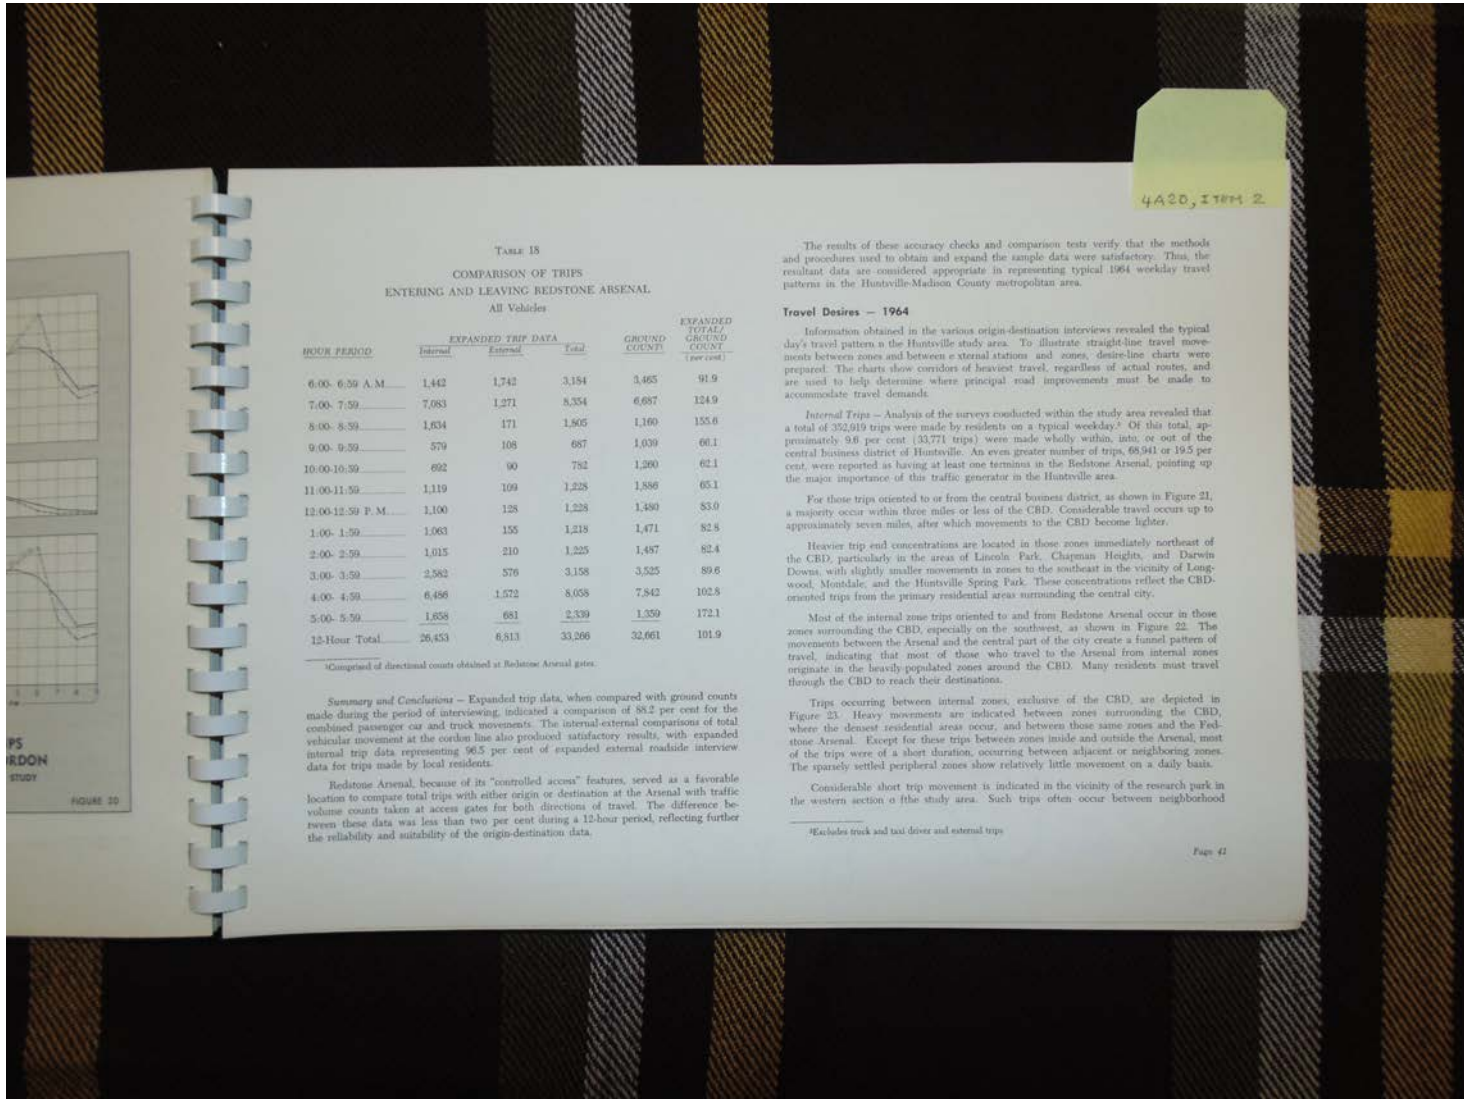 4A20, ITEM 2
TABLE 18
COMPARISON OF TRIPS
ENTERING AND LEAVING REDSTONE ARSENAL
All Vehicles
HOUR PERIOD EXPANDED TRIP DATA GROUND COUNT¹ EXPANDED TOTAL/ GROUND COUNT
Internal External Total (per cent)
6:00- 6:59 A.M. 1,442 1,742 3,184 3,465 91.9
7:00- 7:59 7,083 1,271 8,354 6,687 124.9
8:00- 8:59 1,634 171 1,805 1,160 155.6
9:00- 9:59 579 108 687 1,039 66.1
10:00-10:59 692 90 782 1,260 62.1
11:00-11:59 1,119 109 1,228 1,886 65.1
12:00-12:59 P. M. 1,100 128 1,228 1,480 83.0
1:00- 1:59 1,063 155 1,218 1,471 82.8
2:00- 2:59 1,015 210 1,225 1,487 82.4
3:00- 3:59 2,582 576 3,158 3,525 89.6
4:00- 4:59 6,486 1,572 8,058 7,842 102.8
5:00- 5:59 1,658 681 2,339 1,359 172.1
12-Hour Total 26,453 6,813 33,266 32,661 101.9
¹Comprised of directional counts obtained at Redstone Arsenal gates.
Summary and Conclusions — Expanded trip data, when compared with ground counts
made during the period of interviewing, indicated a comparison of 88.2 per cent for the
combined passenger car and truck movements. The internal-external comparisons of total
vehicular movement at the cordon line also produced satisfactory results, with expanded
internal trip data representing 96.5 per cent of expanded external roadside interview
data for trips made by local residents.
Redstone Arsenal, because of its "controlled access" features, served as a favorable
location to compare total trips with either origin or destination at the Arsenal with traffic
volume counts taken at access gates for both directions of travel. The difference be-
tween these data was less than two per cent during a 12-hour period, reflecting further
the reliability and suitability of the origin-destination data.
The results of these accuracy checks and comparison tests verify that the methods
and procedures used to obtain and expand the sample data were satisfactory. Thus, the
resultant data are considered appropriate in representing typical 1964 weekday travel
patterns in the Huntsville-Madison County metropolitan area.
Travel Desires — 1964
Information obtained in the various origin-destination interviews revealed the typical
day's travel pattern n the Huntsville study area. To illustrate straight-line travel move-
ments between zones and between e xternal stations and zones, desire-line charts were
prepared. The charts show corridors of heaviest travel, regardless of actual routes, and
are used to help determine where principal road improvements must be made to
accommodate travel demands.
Internal Trips — Analysis of the surveys conducted within the study area revealed that
a total of 352,919 trips were made by residents on a typical weekday.² Of this total, ap-
proximately 9.6 per cent (33,771 trips) were made wholly within, into, or out of the
central business district of Huntsville. An even greater number of trips, 68,941 or 19.5 per
cent, were reported as having at least one terminus in the Redstone Arsenal, pointing up
the major importance of this traffic generator in the Huntsville area.
For those trips oriented to or from the central business district, as shown in Figure 21,
a majority occur within three miles or less of the CBD. Considerable travel occurs up to
approximately seven miles, after which movements to the CBD become lighter.
Heavier trip end concentrations are located in those zones immediately northeast of
the CBD, particularly in the areas of Lincoln Park, Chapman Heights, and Darwin
Downs, with slightly smaller movements in zones to the southeast in the vicinity of Long-
wood, Montdale, and the Huntsville Spring Park. These concentrations reflect the CBD-
oriented trips from the primary residential areas surrounding the central city.
Most of the internal zone trips oriented to and from Redstone Arsenal occur in those
zones surrounding the CBD, especially on the southwest, as shown in Figure 22. The
movements between the Arsenal and the central part of the city create a funnel pattern of
travel, indicating that most of those who travel to the Arsenal from internal zones
originate in the heavily-populated zones around the CBD. Many residents must travel
through the CBD to reach their destinations.
Trips occurring between internal zones, exclusive of the CBD, are depicted in
Figure 23. Heavy movements are indicated between zones surrounding the CBD,
where the densest residential areas occur, and between those same zones and the Fed-
stone Arsenal. Except for these trips between zones inside and outside the Arsenal, most
of the trips were of a short duration, occurring between adjacent or neighboring zones.
The sparsely settled peripheral zones show relatively little movement on a daily basis.
Considerable short trip movement is indicated in the vicinity of the research park in
the western section o fthe study area. Such trips often occur between neighborhood
²Excludes truck and taxi driver and external trips
Page 42
PS
RDON
STUDY
FIGURE 20